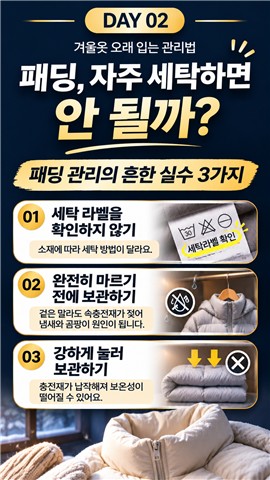 DAY 02
겨울옷 오래 입는 관리법
패딩, 자주 세탁하면
안 될까?
패딩 관리의 흔한 실수 3가지
01
세탁 라벨을
확인하지 않기
소재에 따라 세탁 방법이 달라요.
30
세탁라벨 확인
02
완전히 마르기
전에 보관하기
겉은 말라도 속충전재가 젖어
냄새와 곰팡이 원인이 됩니다.
03
강하게 눌러
보관하기
충전재가 납작해져 보온성이
떨어질 수 있어요.